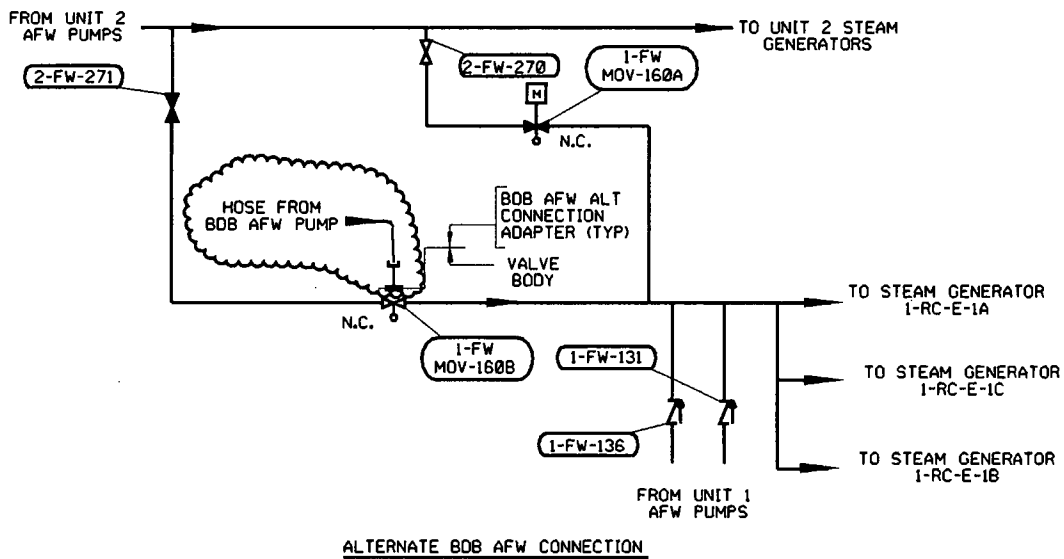 FROM UNIT 2
AFW PUMPS
TO UNIT 2 STEAM
GENERATORS
2-FW-271
2-FW-270
1-FW
MOV-160A
M
N.C.
HOSE FROM
BDB AFW PUMP
BDB AFW ALT
CONNECTION
ADAPTER (TYP)
VALVE
BODY
N.C.
1-FW
MOV-160B
TO STEAM GENERATOR
1-RC-E-1A
1-FW-131
TO STEAM GENERATOR
1-RC-E-1C
1-FW-136
TO STEAM GENERATOR
1-RC-E-1B
FROM UNIT 1
AFW PUMPS
ALTERNATE BDB AFW CONNECTION